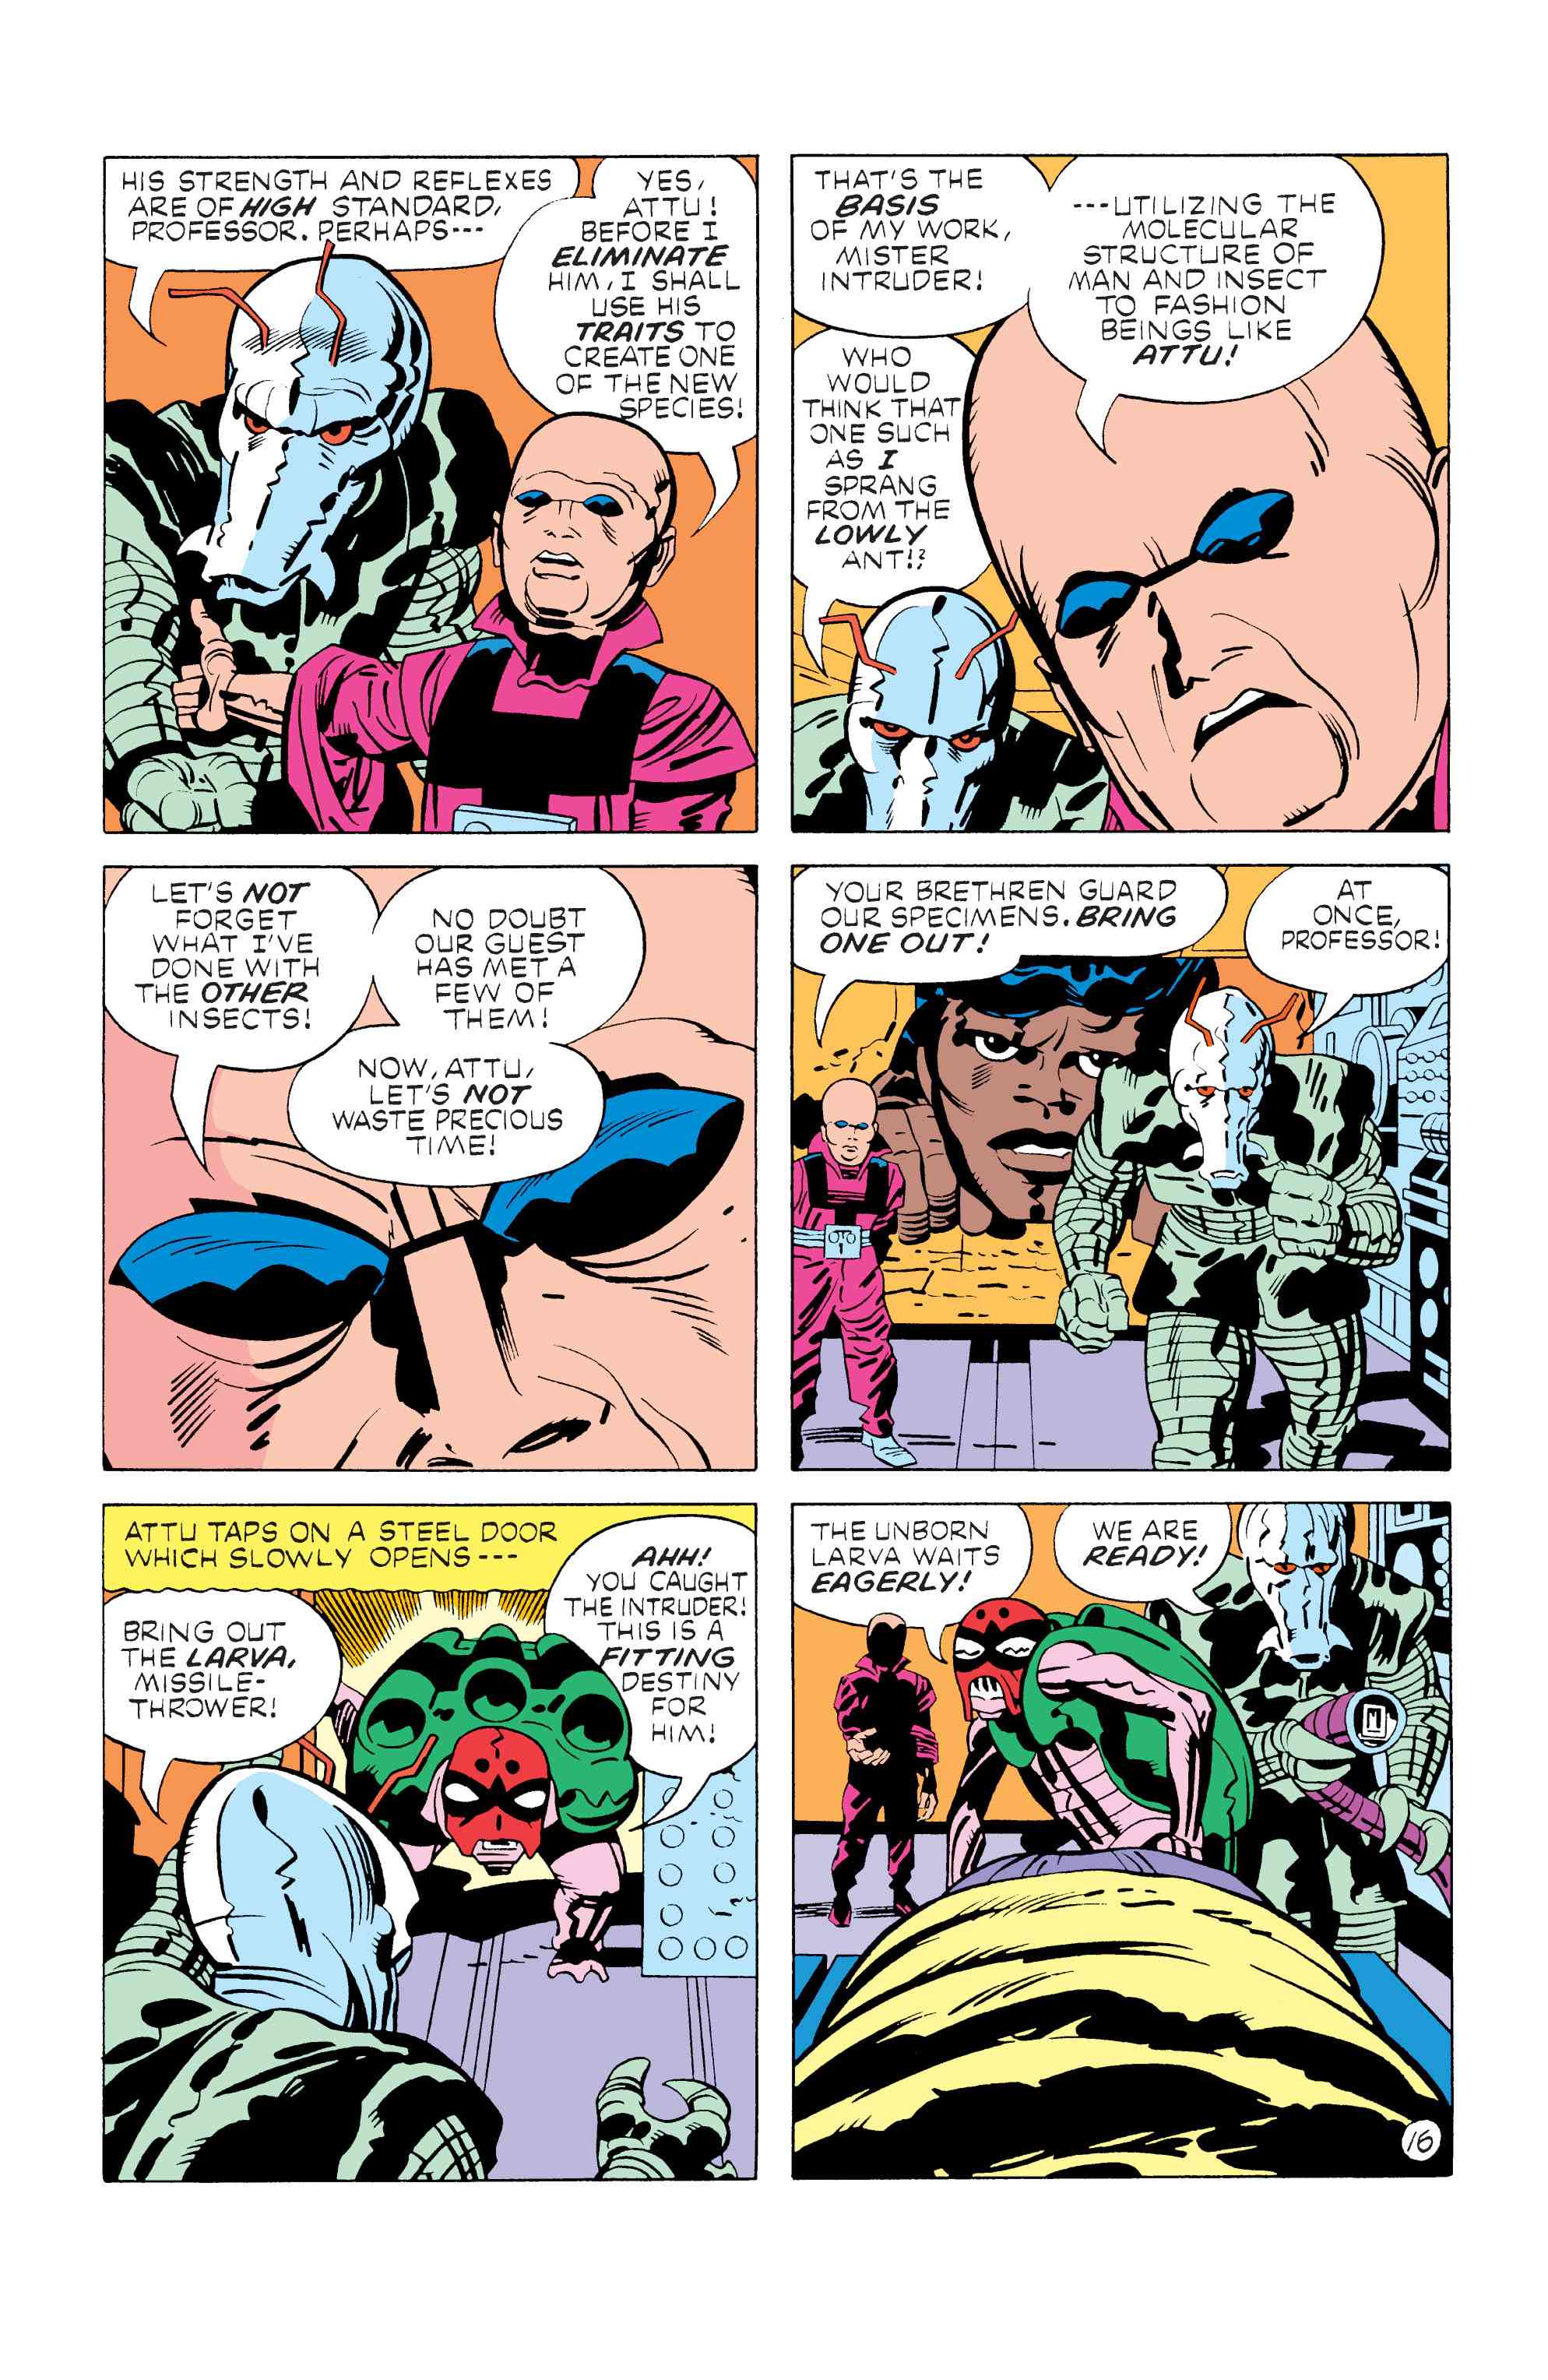 HIS STRENGTH AND REFLEXES
ARE OF HIGH STANDARD,
PROFESSOR. PERHAPS---
YES,
ATTU!
BEFORE I
ELIMINATE
HIM, I SHALL
USE HIS
TRAITS TO
CREATE ONE
OF THE NEW
SPECIES!
THAT'S THE
BASIS
OF MY WORK,
MISTER
INTRUDER!
---UTILIZING THE
MOLECULAR
STRUCTURE OF
MAN AND INSECT
TO FASHION
BEINGS LIKE
ATTU!
WHO
WOULD
THINK THAT
ONE SUCH
AS I
SPRANG
FROM THE
LOWLY
ANT!?
LET'S NOT
FORGET
WHAT I'VE
DONE WITH
THE OTHER
INSECTS!
NO DOUBT
OUR GUEST
HAS MET A
FEW OF
THEM!
NOW, ATTU,
LET'S NOT
WASTE PRECIOUS
TIME!
YOUR BRETHREN GUARD
OUR SPECIMENS. BRING
ONE OUT!
AT
ONCE,
PROFESSOR!
ATTU TAPS ON A STEEL DOOR
WHICH SLOWLY OPENS---
BRING OUT
THE LARVA,
MISSILE-
THROWER!
AHH!
YOU CAUGHT
THE INTRUDER!
THIS IS A
FITTING
DESTINY
FOR
HIM!
THE UNBORN
LARVA WAITS
EAGERLY!
WE ARE
READY!
16